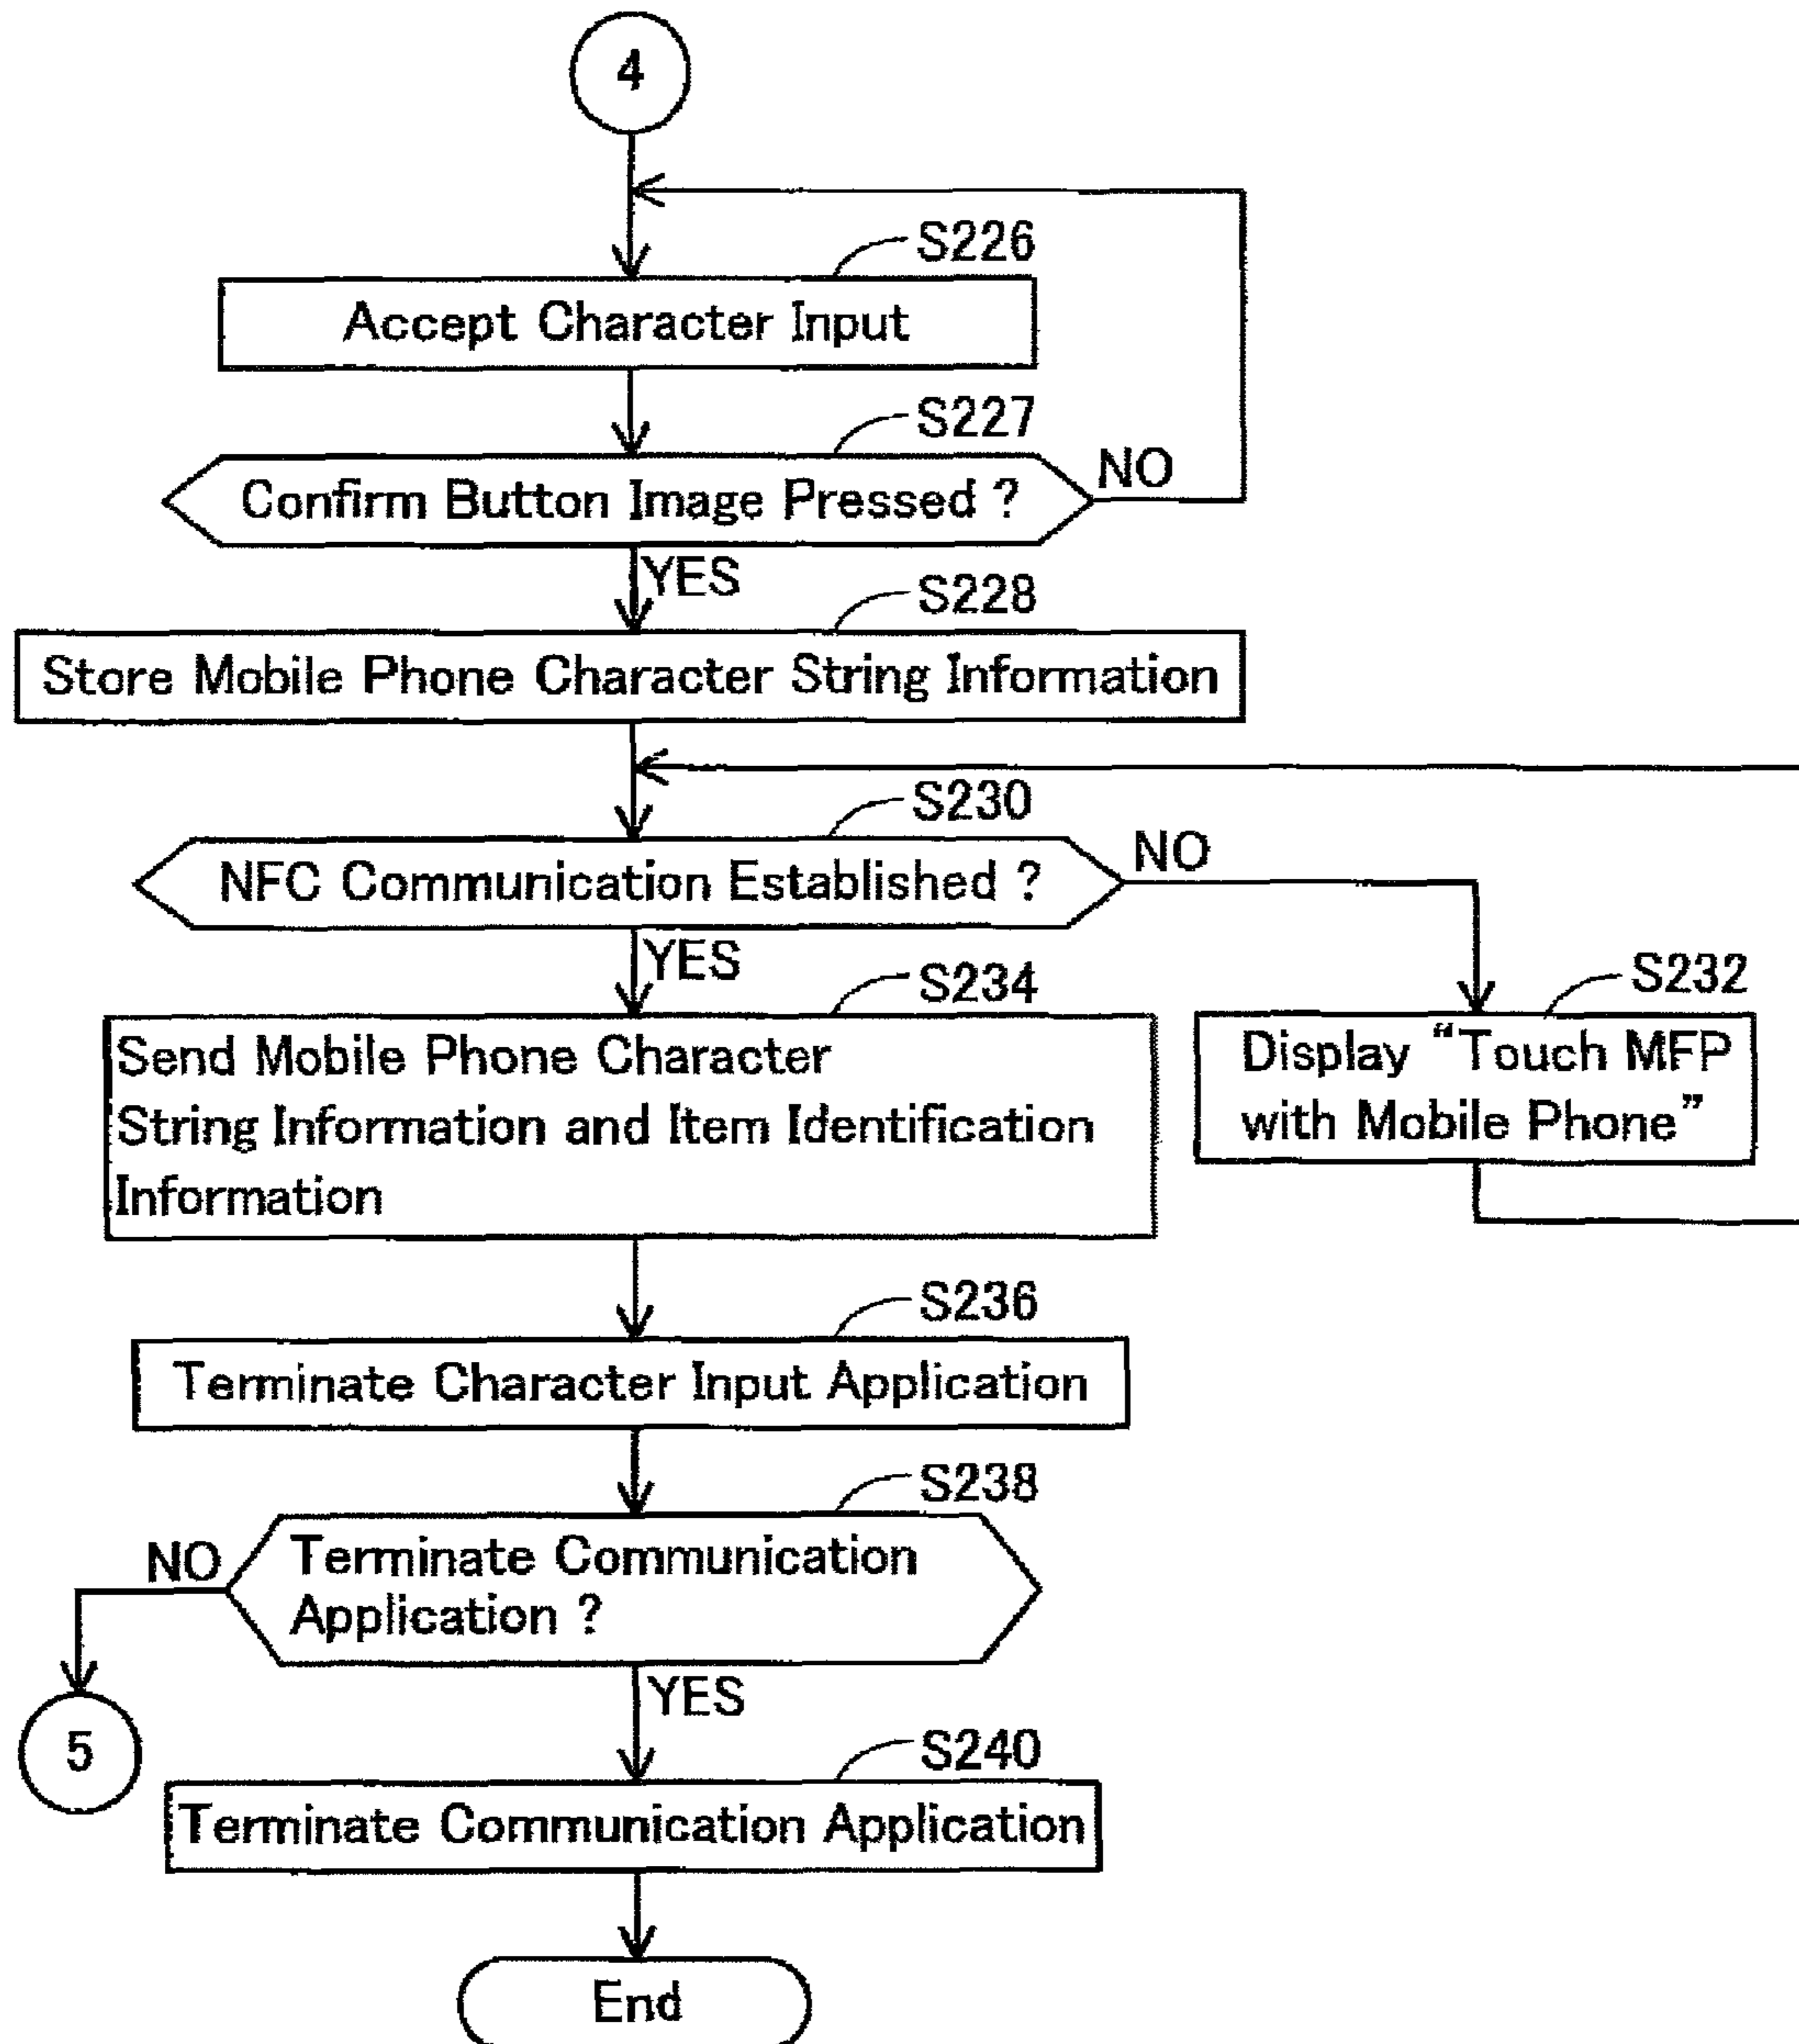 4
S226
Accept Character Input
S227
Confirm Button Image Pressed ?
NO
YES
S228
Store Mobile Phone Character String Information
S230
NFC Communication Established ?
NO
YES
S234
Send Mobile Phone Character
String Information and Item Identification
Information
S232
Display “Touch MFP
with Mobile Phone”
S236
Terminate Character Input Application
S238
Terminate Communication
Application ?
NO
5
YES
S240
Terminate Communication Application
End